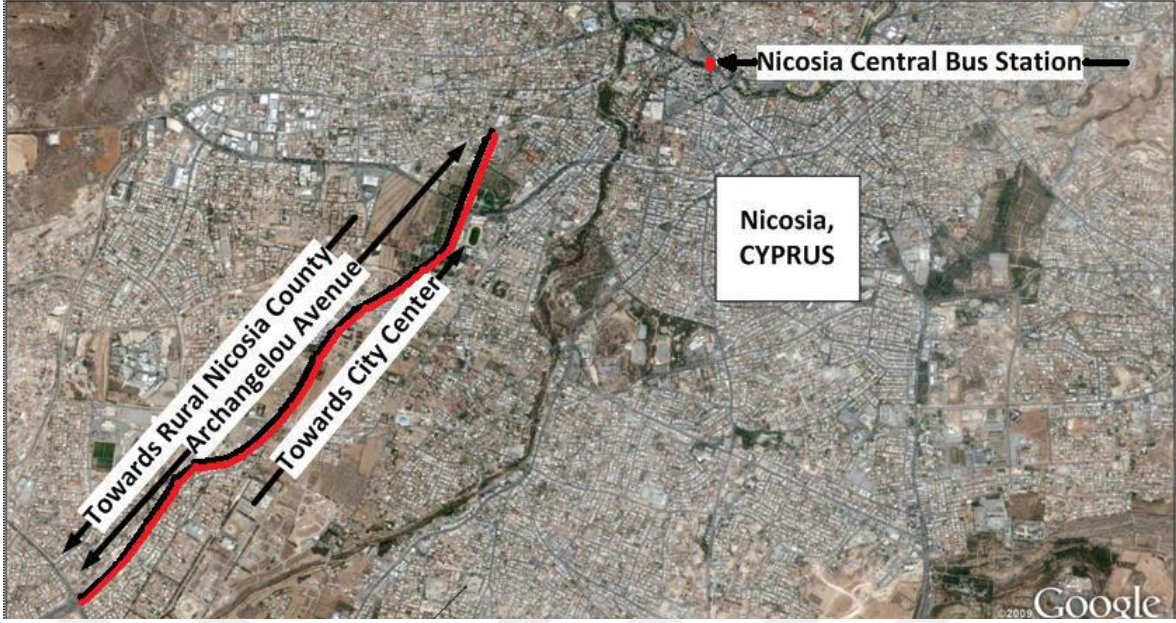 Nicosia Central Bus Station
Nicosia,
CYPRUS
Towards Rural Nicosia County
Archangelou Avenue
Towards City Center
©2009 Google